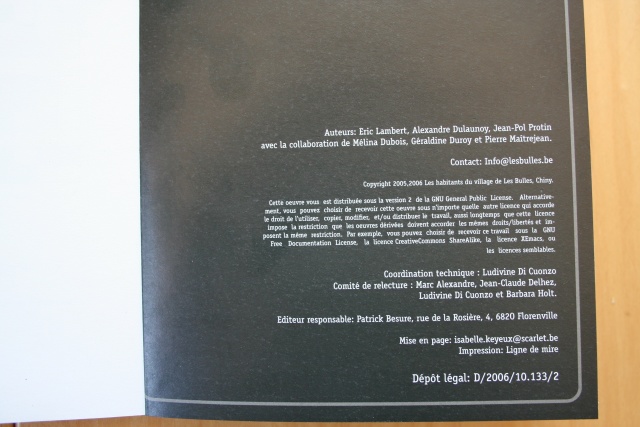 Auteurs: Eric Lambert, Alexandre Dulaunoy, Jean-Pol Protin
avec la collaboration de Mélina Dubois, Géraldine Duroy et Pierre Maîtrejean.
Contact: Info@lesbulles.be
Copyright 2005,2006 Les habitants du village de Les Bulles, Chiny.
Cette oeuvre vous est distribuée sous la version 2 de la GNU General Public License. Alternative-
ment, vous pouvez choisir de recevoir cette oeuvre sous n'importe quelle autre licence qui accorde
le droit de l'utiliser, copier, modifier, et/ou distribuer le travail, aussi longtemps que cette licence
impose la restriction que les oeuvres dérivées doivent accorder les mêmes droits/libertés et im-
posent la même restriction. Par exemple, vous pouvez choisir de recevoir ce travail sous la GNU
Free Documentation License, la licence CreativeCommons ShareAlike, la licence XEmacs, ou
les licences semblables.
Coordination technique : Ludivine Di Cuonzo
Comité de relecture : Marc Alexandre, Jean-Claude Delhez,
Ludivine Di Cuonzo et Barbara Holt.
Editeur responsable: Patrick Besure, rue de la Rosière, 4, 6820 Florenville
Mise en page: isabelle.keyeux@scarlet.be
Impression: Ligne de mire
Dépôt légal: D/2006/10.133/2